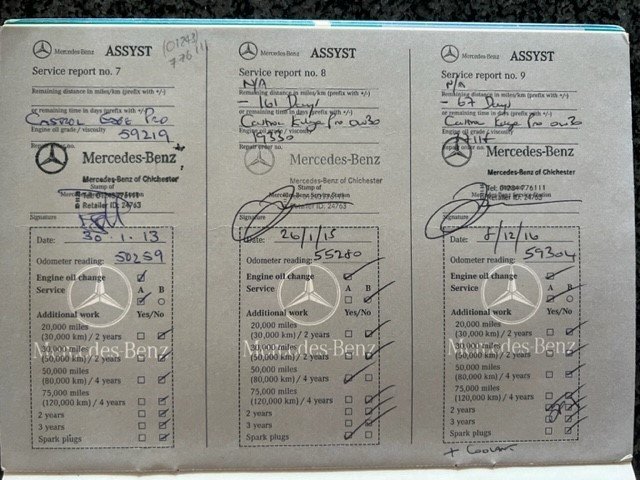 Mercedes-Benz ASSYST
Service report no. 7
Remaining distance in miles/km (prefix with +/-)
or remaining time in days (prefix with +/-)
Castrol Edge Pro
Engine oil grade / viscosity
59219
Repair order no.
Mercedes-Benz
Mercedes-Benz of Chichester
Stamp of
Retailer ID: 24763
Signature
Date: 30.1.13
Odometer reading: 50259
Engine oil change
Service A B
Mercedes-Benz
Additional work Yes/No
20,000 miles
(30,000 km) / 2 years
30,000 miles
(50,000 km) / 2 years
50,000 miles
(80,000 km) / 4 years
75,000 miles
(120,000 km) / 4 years
2 years
3 years
Spark plugs
Mercedes-Benz ASSYST
Service report no. 8
N/A
Remaining distance in miles/km (prefix with +/-)
- 161 Days
or remaining time in days (prefix with +/-)
Engine oil grade / viscosity
19330
Repair order no.
Mercedes-Benz
Mercedes-Benz of Chichester
Mercedes-Benz Service Station
Retailer ID: 24763
Signature
Date: 26/1/15
Odometer reading: 55280
Engine oil change
Service A B
Mercedes-Benz
Additional work Yes/No
20,000 miles
(30,000 km) / 2 years
30,000 miles
(50,000 km) / 2 years
50,000 miles
(80,000 km) / 4 years
75,000 miles
(120,000 km) / 4 years
2 years
3 years
Spark plugs
Mercedes-Benz ASSYST
Service report no. 9
N/A
Remaining distance in miles/km (prefix with +/-)
- 67 Days
or remaining time in days (prefix with +/-)
Engine oil grade / viscosity
Repair order no.
Mercedes-Benz
Mercedes-Benz of Chichester
Retailer ID: 24763
Signature
Date: 8/12/16
Odometer reading: 59304
Engine oil change
Service A B
Mercedes-Benz
Additional work Yes/No
20,000 miles
(30,000 km) / 2 years
30,000 miles
(50,000 km) / 2 years
50,000 miles
(80,000 km) / 4 years
75,000 miles
(120,000 km) / 4 years
2 years
3 years
Spark plugs
+ Coolant